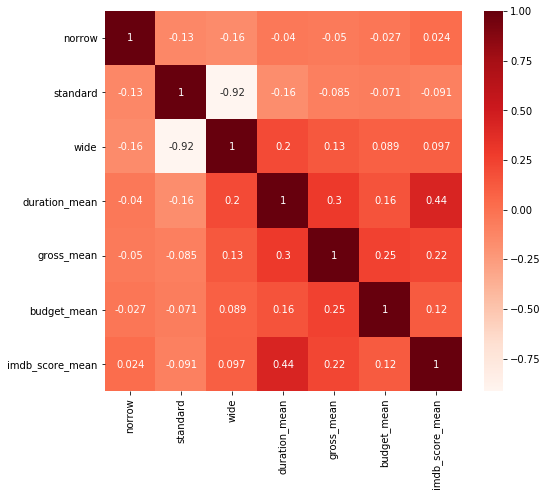 norrow 1 -0.13 -0.16 -0.04 -0.05 -0.027 0.024
standard -0.13 1 -0.92 -0.16 -0.085 -0.071 -0.091
wide -0.16 -0.92 1 0.2 0.13 0.089 0.097
duration_mean -0.04 -0.16 0.2 1 0.3 0.16 0.44
gross_mean -0.05 -0.085 0.13 0.3 1 0.25 0.22
budget_mean -0.027 -0.071 0.089 0.16 0.25 1 0.12
imdb_score_mean 0.024 -0.091 0.097 0.44 0.22 0.12 1
norrow
standard
wide
duration_mean
gross_mean
budget_mean
imdb_score_mean
1.00
0.75
0.50
0.25
0.00
−0.25
−0.50
−0.75